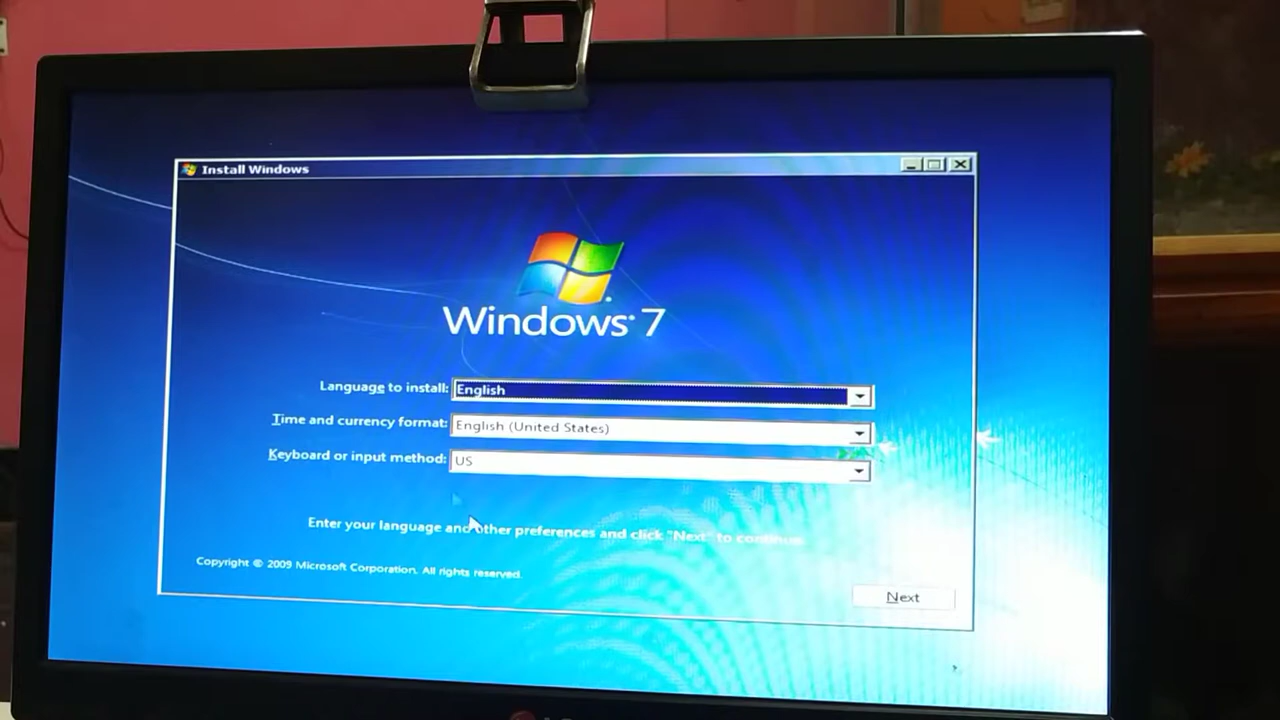 Install Windows
Windows 7
Language to install: English
Time and currency format: English (United States)
Keyboard or input method: US
Enter your language and other preferences and click "Next" to continue.
Copyright © 2009 Microsoft Corporation. All rights reserved.
Next